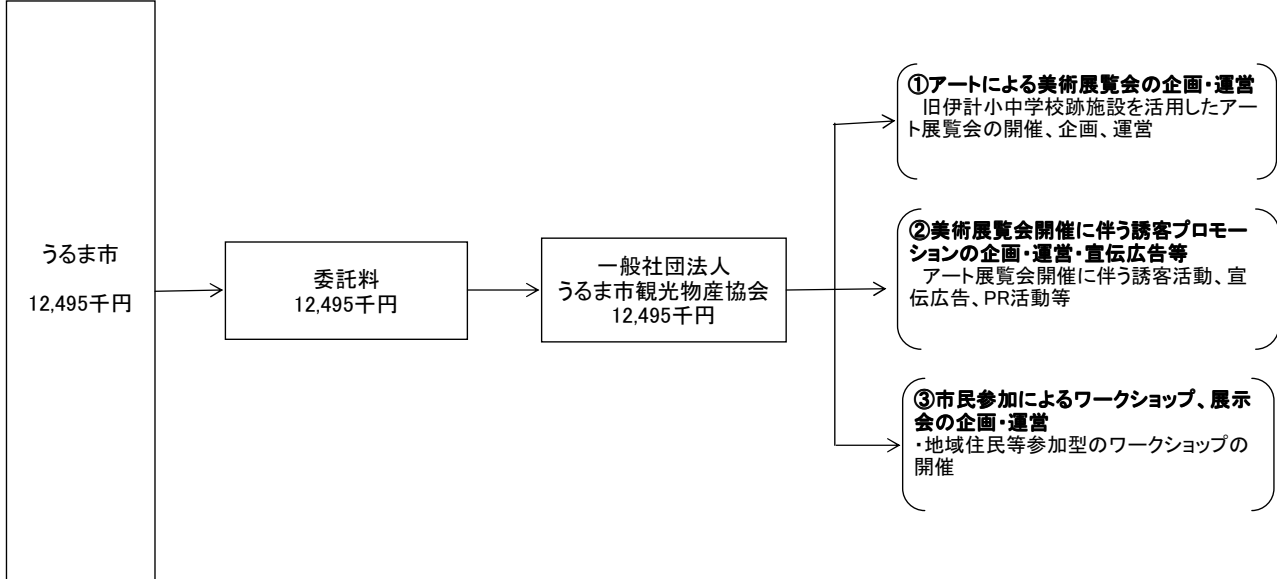 うるま市
12,495千円
委託料
12,495千円
一般社団法人
うるま市観光物産協会
12,495千円
①アートによる美術展覧会の企画・運営
旧伊計小中学校跡施設を活用したアー
ト展覧会の開催、企画、運営
②美術展覧会開催に伴う誘客プロモー
ションの企画・運営・宣伝広告等
アート展覧会開催に伴う誘客活動、宣
伝広告、PR活動等
③市民参加によるワークショップ、展示
会の企画・運営
・地域住民等参加型のワークショップの
開催